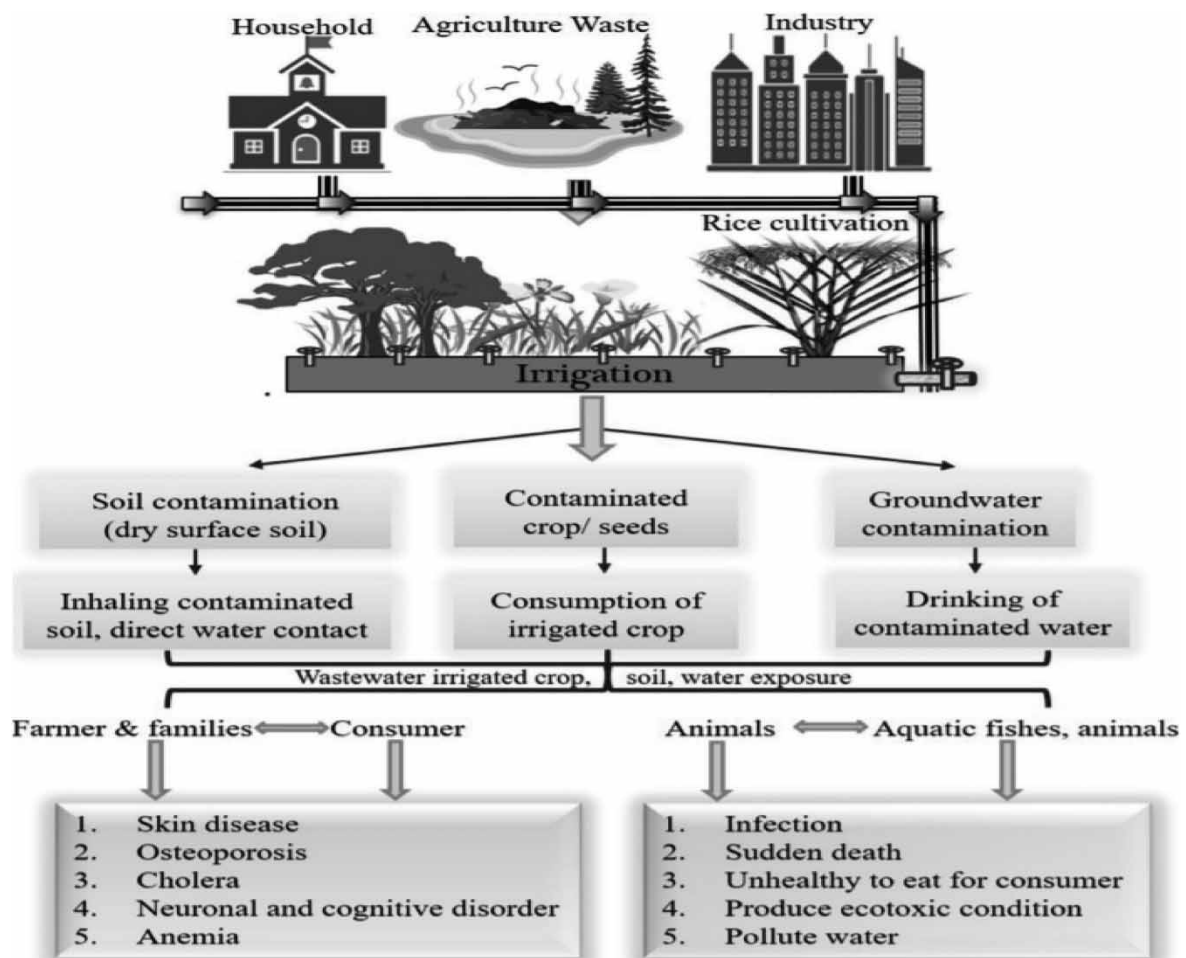 Household
Agriculture Waste
Industry
Rice cultivation
Irrigation
Soil contamination
(dry surface soil)
Contaminated
crop/ seeds
Groundwater
contamination
Inhaling contaminated
soil, direct water contact
Consumption of
irrigated crop
Drinking of
contaminated water
Wastewater irrigated crop, soil, water exposure
Farmer & families
Consumer
Animals
Aquatic fishes, animals
1. Skin disease
2. Osteoporosis
3. Cholera
4. Neuronal and cognitive disorder
5. Anemia
1. Infection
2. Sudden death
3. Unhealthy to eat for consumer
4. Produce ecotoxic condition
5. Pollute water